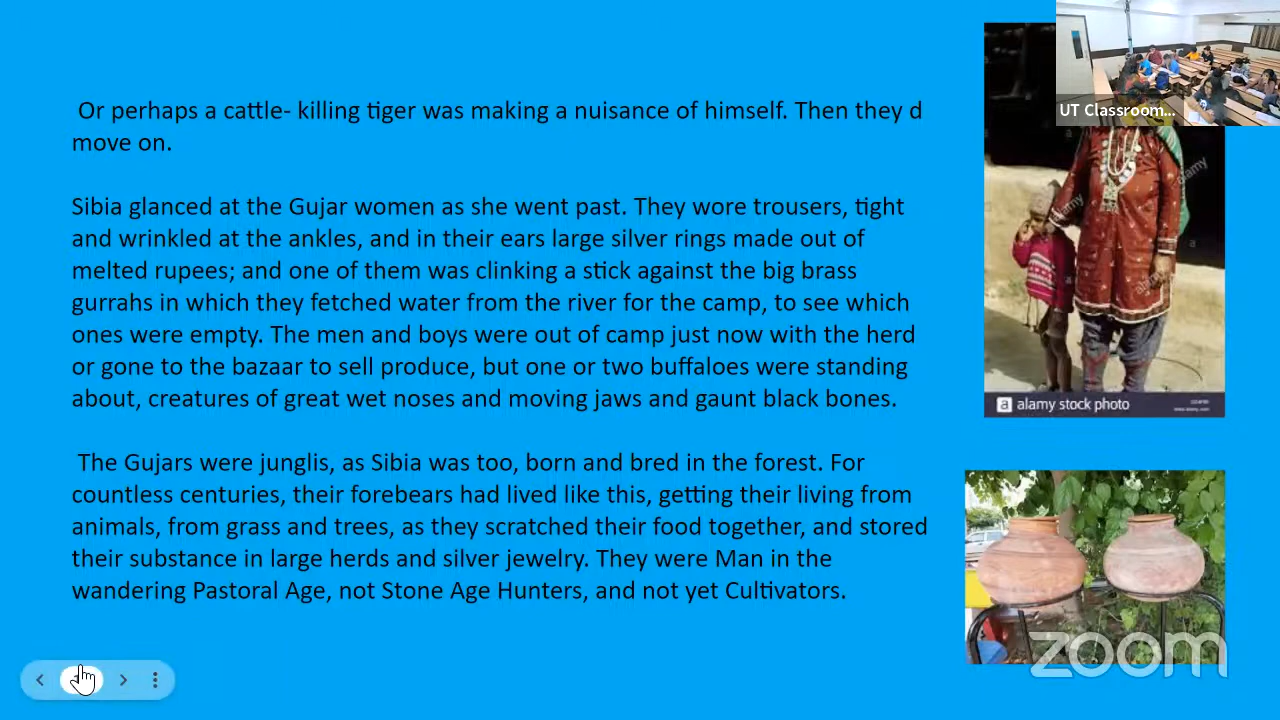 Or perhaps a cattle- killing tiger was making a nuisance of himself. Then they d
move on.
Sibia glanced at the Gujar women as she went past. They wore trousers, tight
and wrinkled at the ankles, and in their ears large silver rings made out of
melted rupees; and one of them was clinking a stick against the big brass
gurrahs in which they fetched water from the river for the camp, to see which
ones were empty. The men and boys were out of camp just now with the herd
or gone to the bazaar to sell produce, but one or two buffaloes were standing
about, creatures of great wet noses and moving jaws and gaunt black bones.
The Gujars were junglis, as Sibia was too, born and bred in the forest. For
countless centuries, their forebears had lived like this, getting their living from
animals, from grass and trees, as they scratched their food together, and stored
their substance in large herds and silver jewelry. They were Man in the
wandering Pastoral Age, not Stone Age Hunters, and not yet Cultivators.
UT Classroom...
alamy
alamy
alamy
a alamy stock photo
zoom